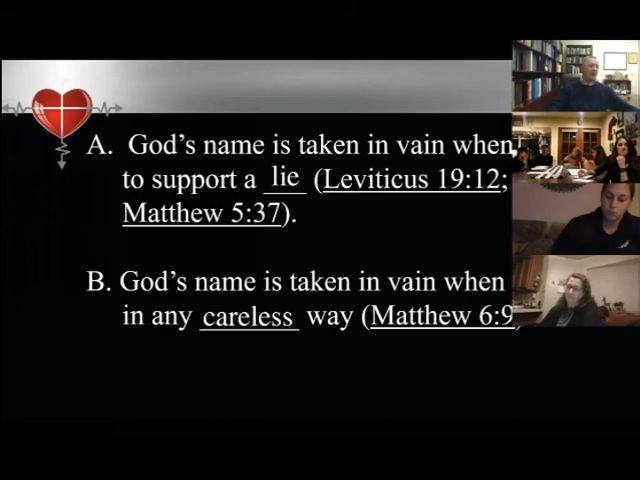 A. God's name is taken in vain when
to support a lie (Leviticus 19:12;
Matthew 5:37).
B. God's name is taken in vain when
in any careless way (Matthew 6:9